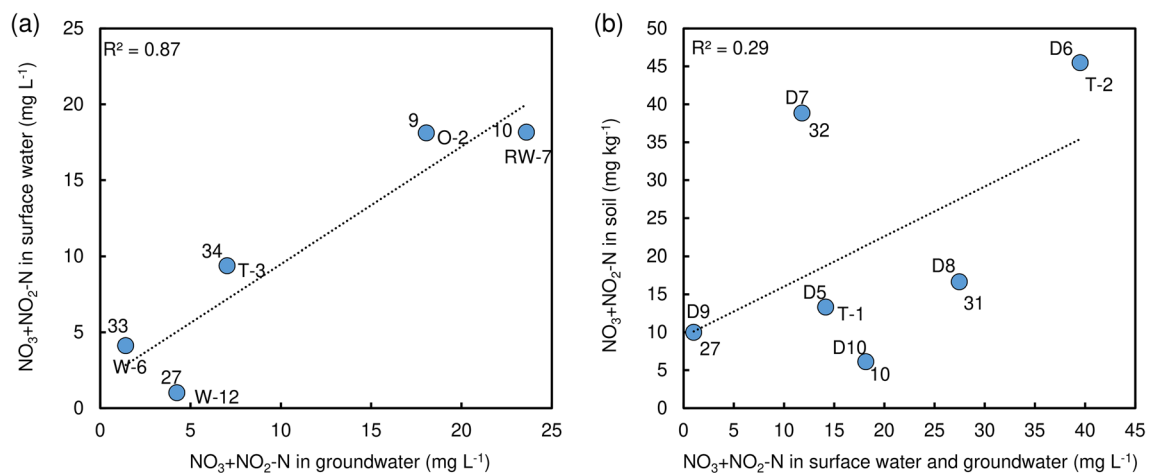 (a)
R² = 0.87
NO₃+NO₂-N in surface water (mg L⁻¹)
25
20
15
10
5
0
9
O-2
10
RW-7
34
T-3
33
W-6
27
W-12
0 5 10 15 20 25
NO₃+NO₂-N in groundwater (mg L⁻¹)
(b)
R² = 0.29
NO₃+NO₂-N in soil (mg kg⁻¹)
50
45
40
35
30
25
20
15
10
5
0
D6
T-2
D7
32
D8
31
D5
T-1
D9
27
D10
10
0 5 10 15 20 25 30 35 40 45
NO₃+NO₂-N in surface water and groundwater (mg L⁻¹)